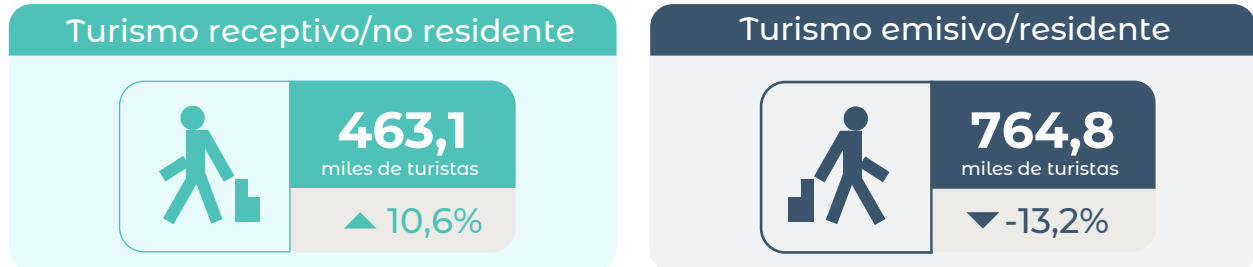 Turismo receptivo/no residente
463,1
miles de turistas
10,6%
Turismo emisivo/residente
764,8
miles de turistas
-13,2%